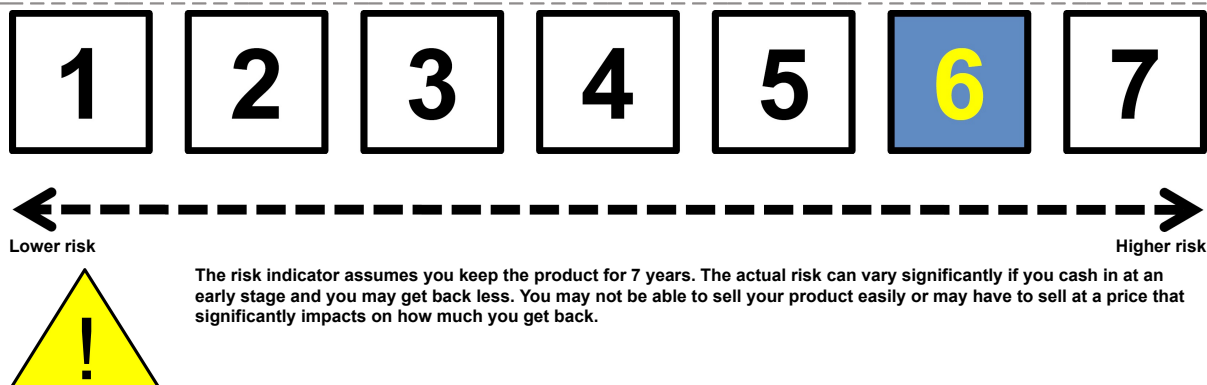 1 2 3 4 5 6 7
Lower risk Higher risk
!
The risk indicator assumes you keep the product for 7 years. The actual risk can vary significantly if you cash in at an
early stage and you may get back less. You may not be able to sell your product easily or may have to sell at a price that
significantly impacts on how much you get back.